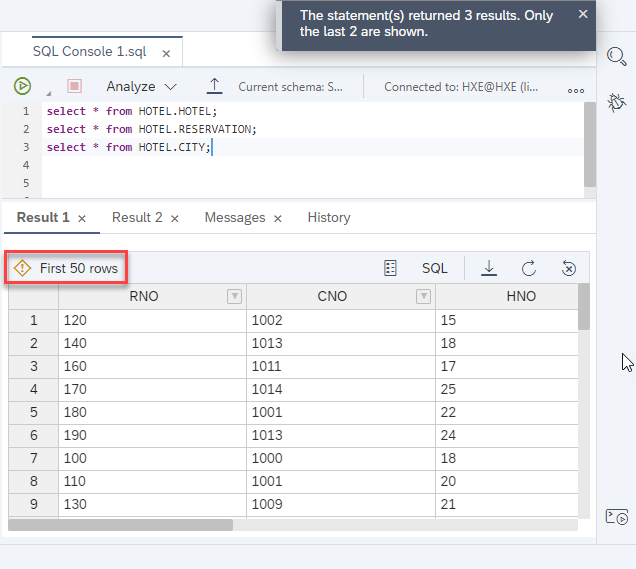 The statement(s) returned 3 results. Only
the last 2 are shown.
SQL Console 1.sql
Analyze
Current schema: S...
Connected to: HXE@HXE (li...
1 select * from HOTEL.HOTEL;
2 select * from HOTEL.RESERVATION;
3 select * from HOTEL.CITY;
4
5
Result 1
Result 2
Messages
History
First 50 rows
SQL
RNO CNO HNO
1 120 1002 15
2 140 1013 18
3 160 1011 17
4 170 1014 25
5 180 1001 22
6 190 1013 24
7 100 1000 18
8 110 1001 20
9 130 1009 21